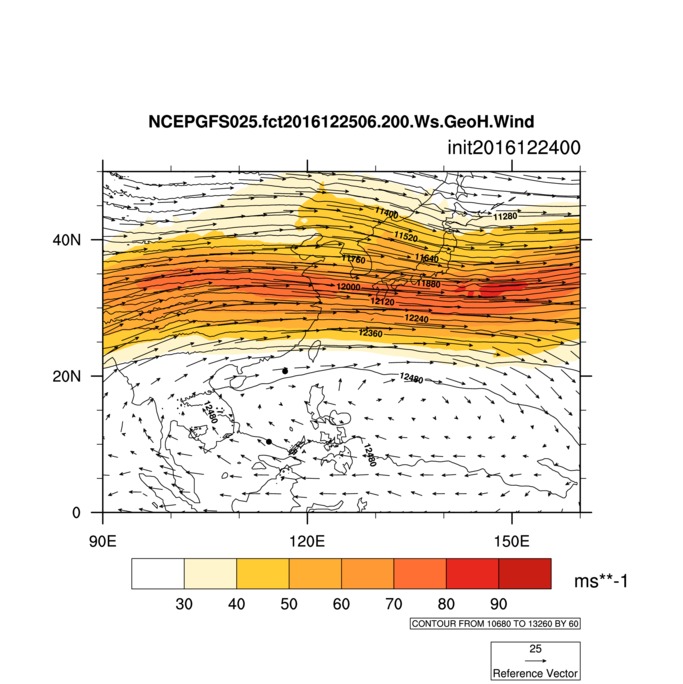 NCEPGFS025.fct2016122506.200.Ws.GeoH.Wind
init2016122400
11400
11280
11520
11760
11640
11880
12000
12120
12240
12360
12480
12480
12480
40N
20N
0
90E 120E 150E
30 40 50 60 70 80 90
ms**-1
CONTOUR FROM 10680 TO 13260 BY 60
25
Reference Vector